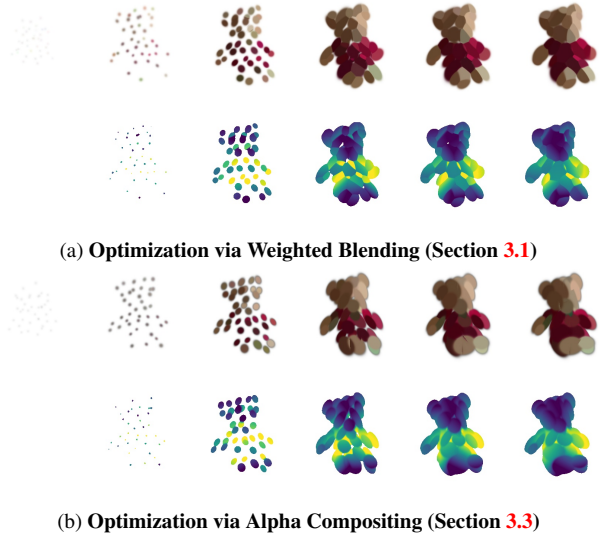 (a) Optimization via Weighted Blending (Section 3.1)
(b) Optimization via Alpha Compositing (Section 3.3)